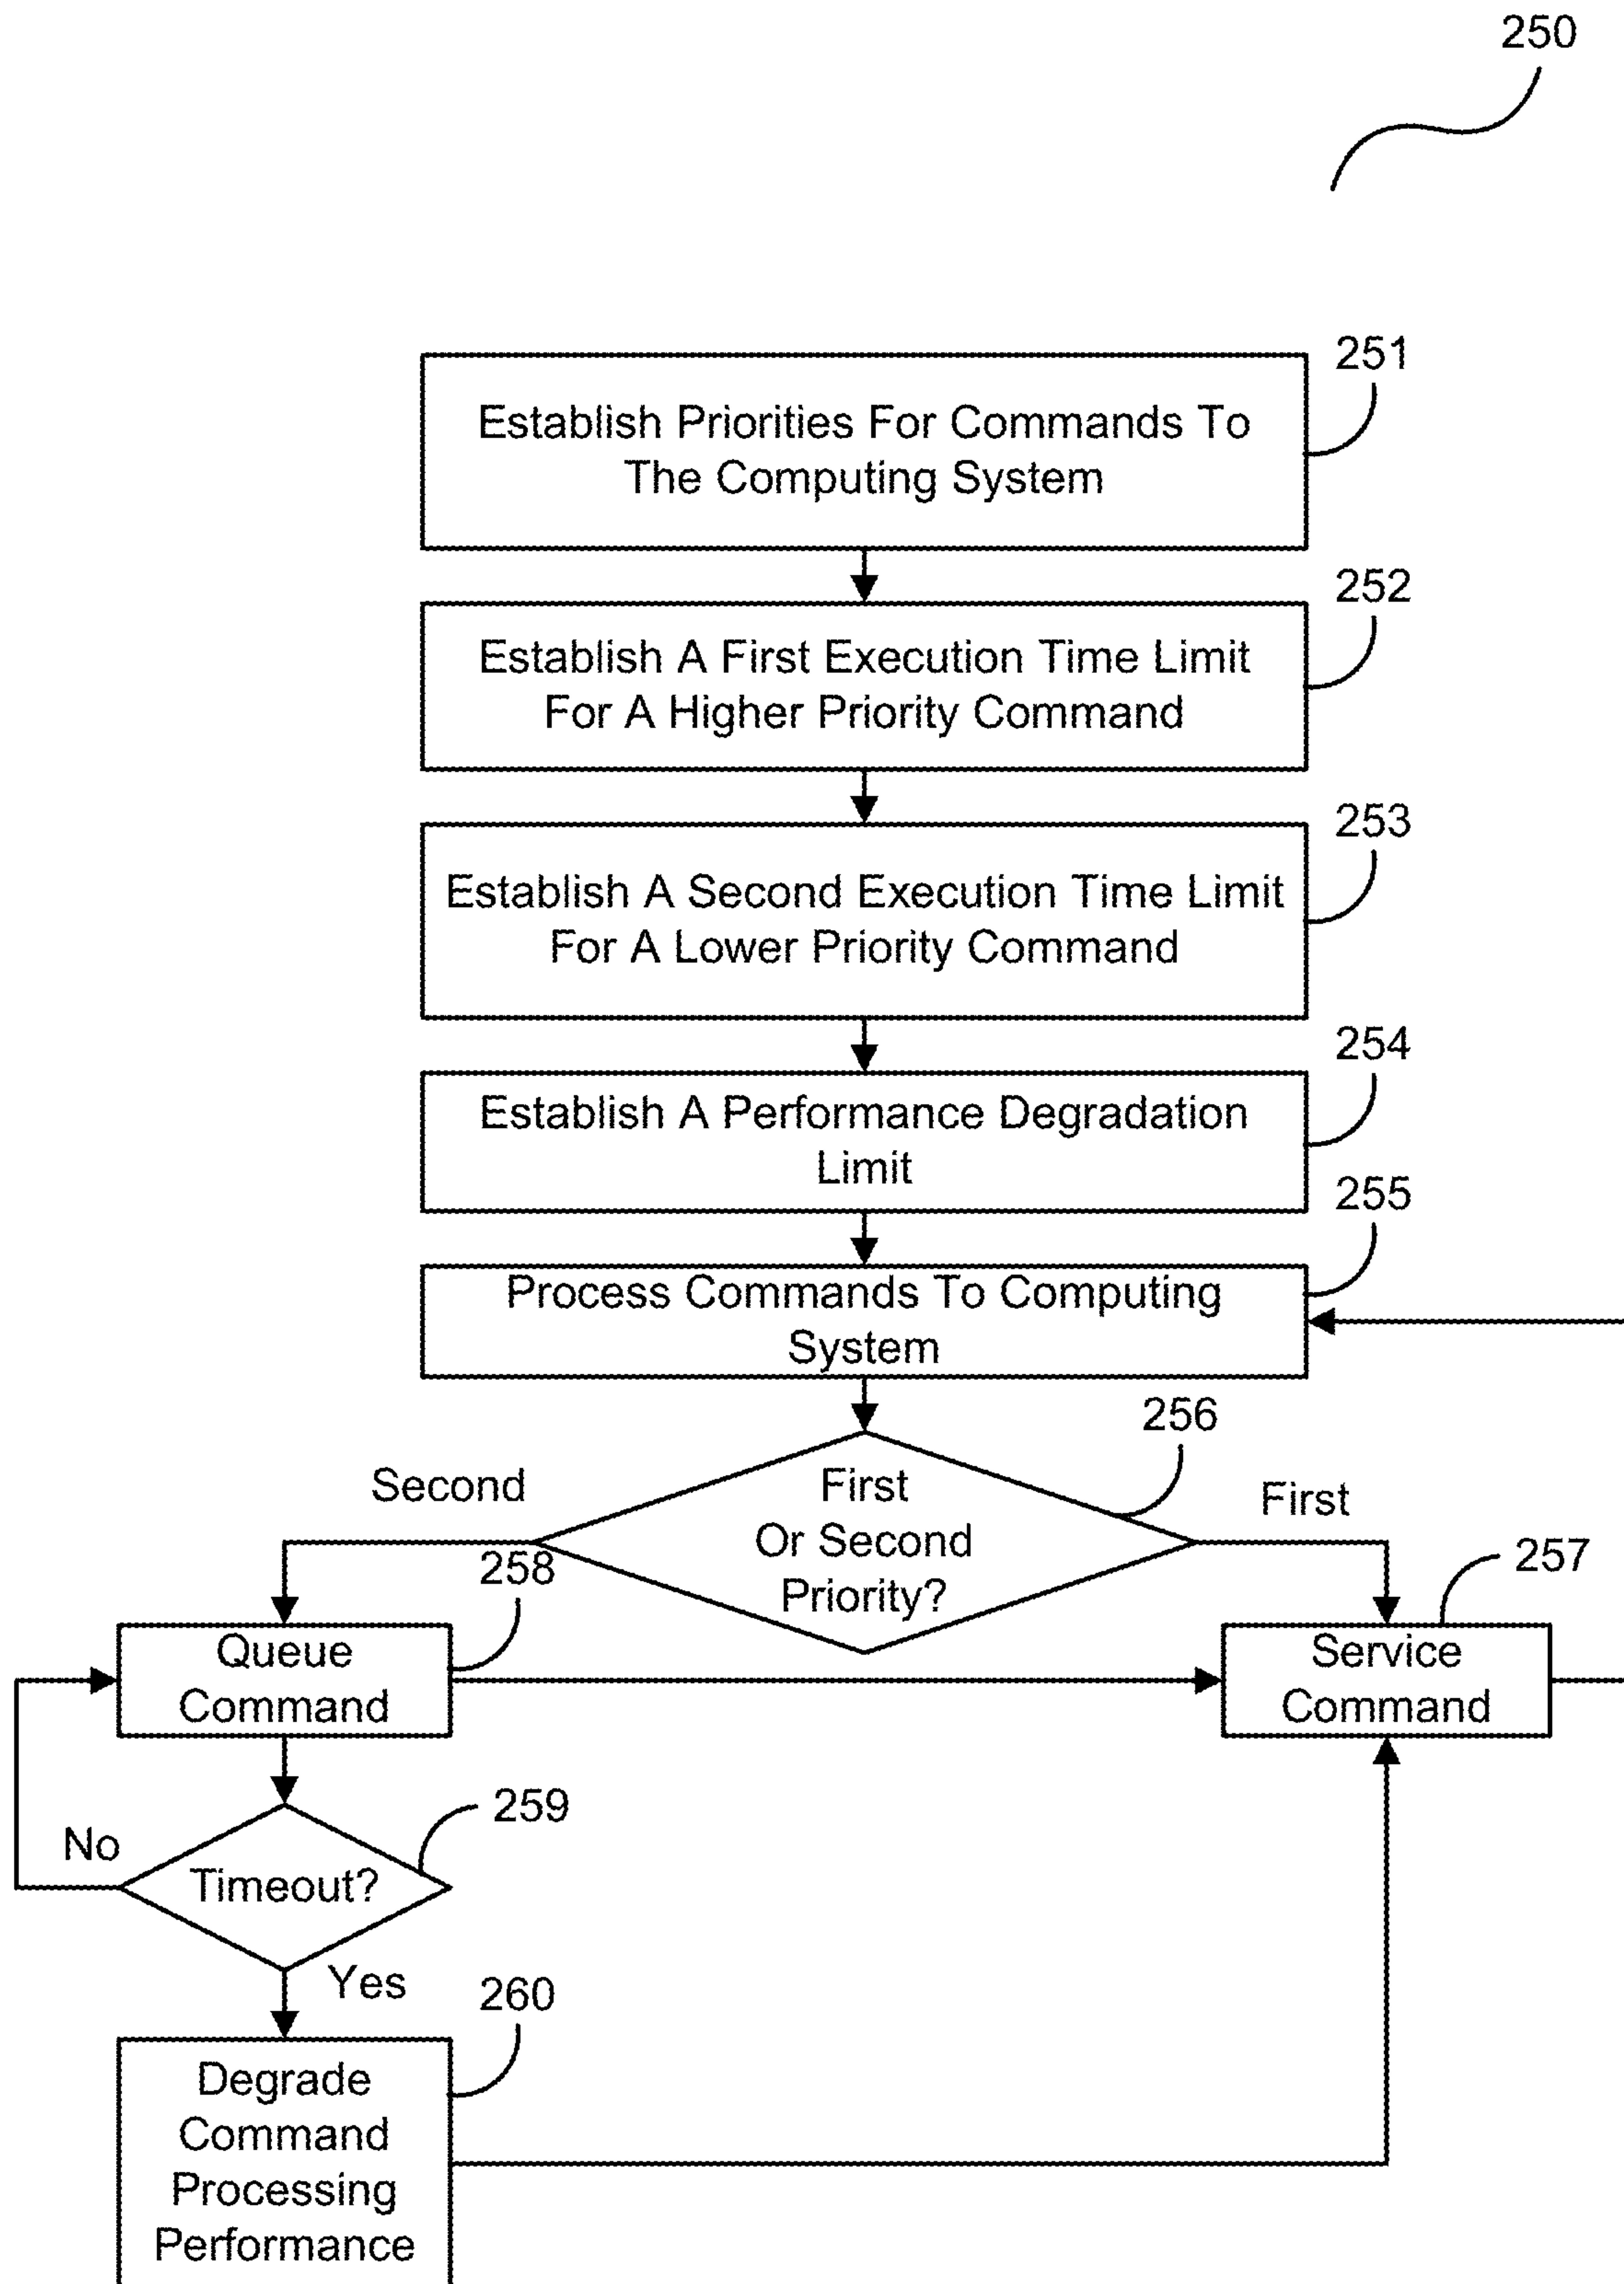 250
251
Establish Priorities For Commands To
The Computing System
252
Establish A First Execution Time Limit
For A Higher Priority Command
253
Establish A Second Execution Time Limit
For A Lower Priority Command
254
Establish A Performance Degradation
Limit
255
Process Commands To Computing
System
256
Second
First
Or Second
Priority?
First
258
257
Queue
Command
Service
Command
259
No
Timeout?
Yes
260
Degrade
Command
Processing
Performance